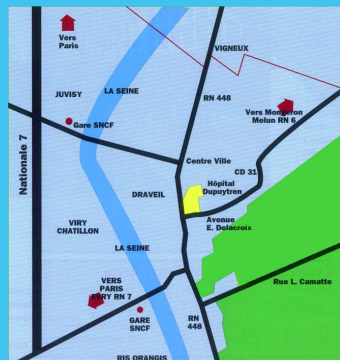 Vers
Paris
VIGNEUX
JUVISY
LA SEINE
RN 448
Vers Mongeron
Melun RN 6
Gare SNCF
Nationale 7
Centre Ville
CD 31
DRAVEIL
Hôpital
Dupuytren
VIRY
CHATILLON
Avenue
E. Delacroix
LA SEINE
VERS
PARIS
EVRY RN 7
Rue L. Camatte
GARE
SNCF
RN
448
RIS ORANGIS